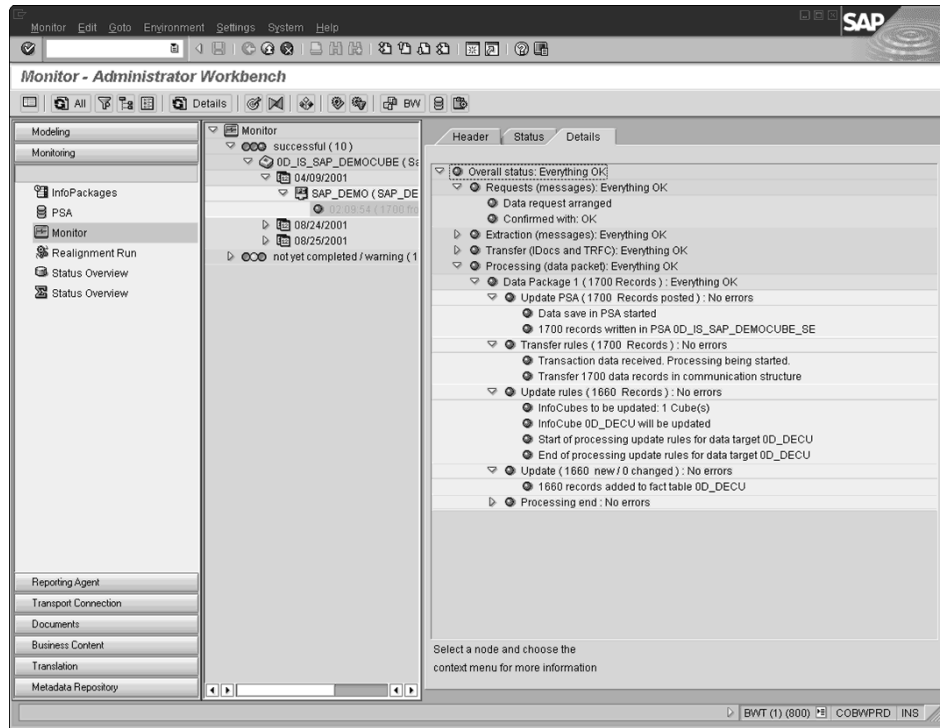 Monitor Edit Goto Environment Settings System Help
SAP
Monitor - Administrator Workbench
All Details BW
Modeling
Monitoring
InfoPackages
PSA
Monitor
Realignment Run
Status Overview
Status Overview
Reporting Agent
Transport Connection
Documents
Business Content
Translation
Metadata Repository
Monitor
successful ( 10 )
0D_IS_SAP_DEMOCUBE ( Sa
04/09/2001
SAP_DEMO ( SAP_DE
02:09:54 ( 1700 fro
08/24/2001
08/25/2001
not yet completed / warning ( 1
Header Status Details
Overall status: Everything OK
Requests (messages): Everything OK
Data request arranged
Confirmed with: OK
Extraction (messages): Everything OK
Transfer (IDocs and TRFC): Everything OK
Processing (data packet): Everything OK
Data Package 1 ( 1700 Records ) : Everything OK
Update PSA ( 1700 Records posted ) : No errors
Data save in PSA started
1700 records written in PSA 0D_IS_SAP_DEMOCUBE_SE
Transfer rules ( 1700 Records ) : No errors
Transaction data received. Processing being started.
Transfer 1700 data records in communication structure
Update rules ( 1660 Records ) : No errors
InfoCubes to be updated: 1 Cube(s)
InfoCube 0D_DECU will be updated
Start of processing update rules for data target 0D_DECU
End of processing update rules for data target 0D_DECU
Update ( 1660 new / 0 changed ) : No errors
1660 records added to fact table 0D_DECU
Processing end : No errors
Select a node and choose the
context menu for more information
BWT (1) (800) COBWPRD INS